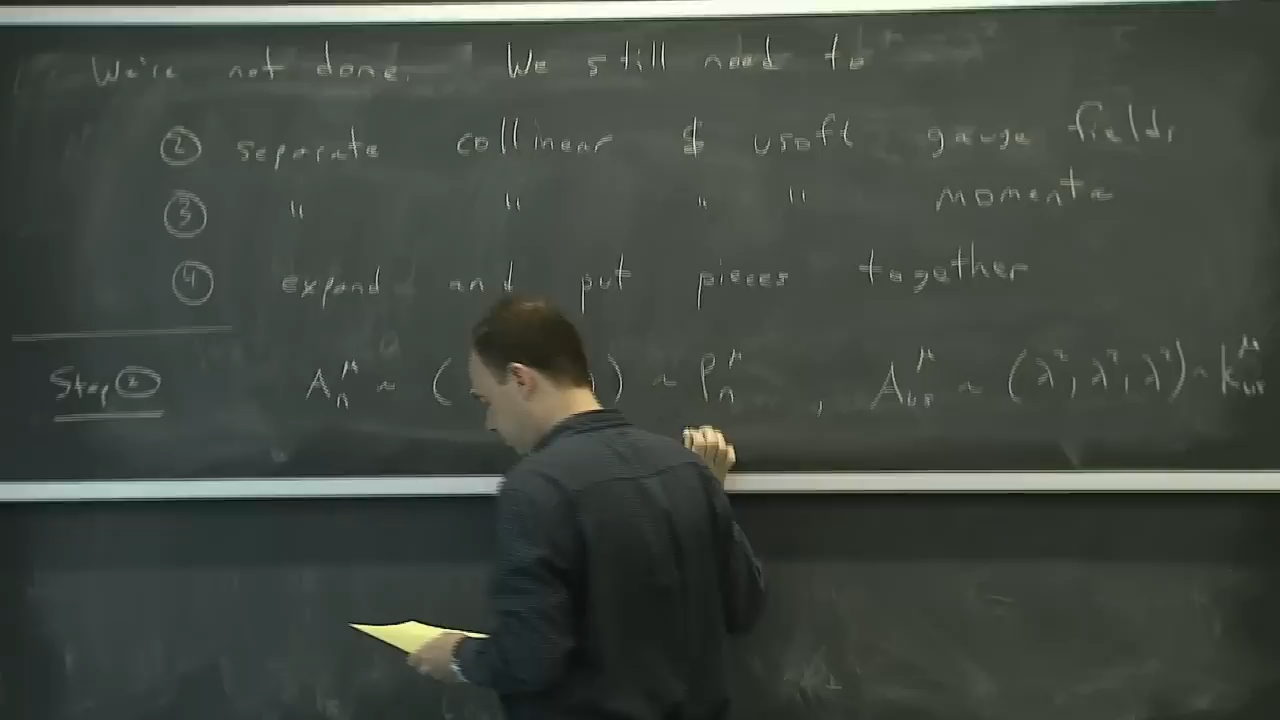 We're not done. We still need to
② separate collinear & usoft gauge fields
③ " " " " momenta
④ expand and put pieces together
Step ② A_n^μ ~ ( ) ~ P_n^μ , A_us^μ ~ (λ², λ², λ²) ~ k_us^μ